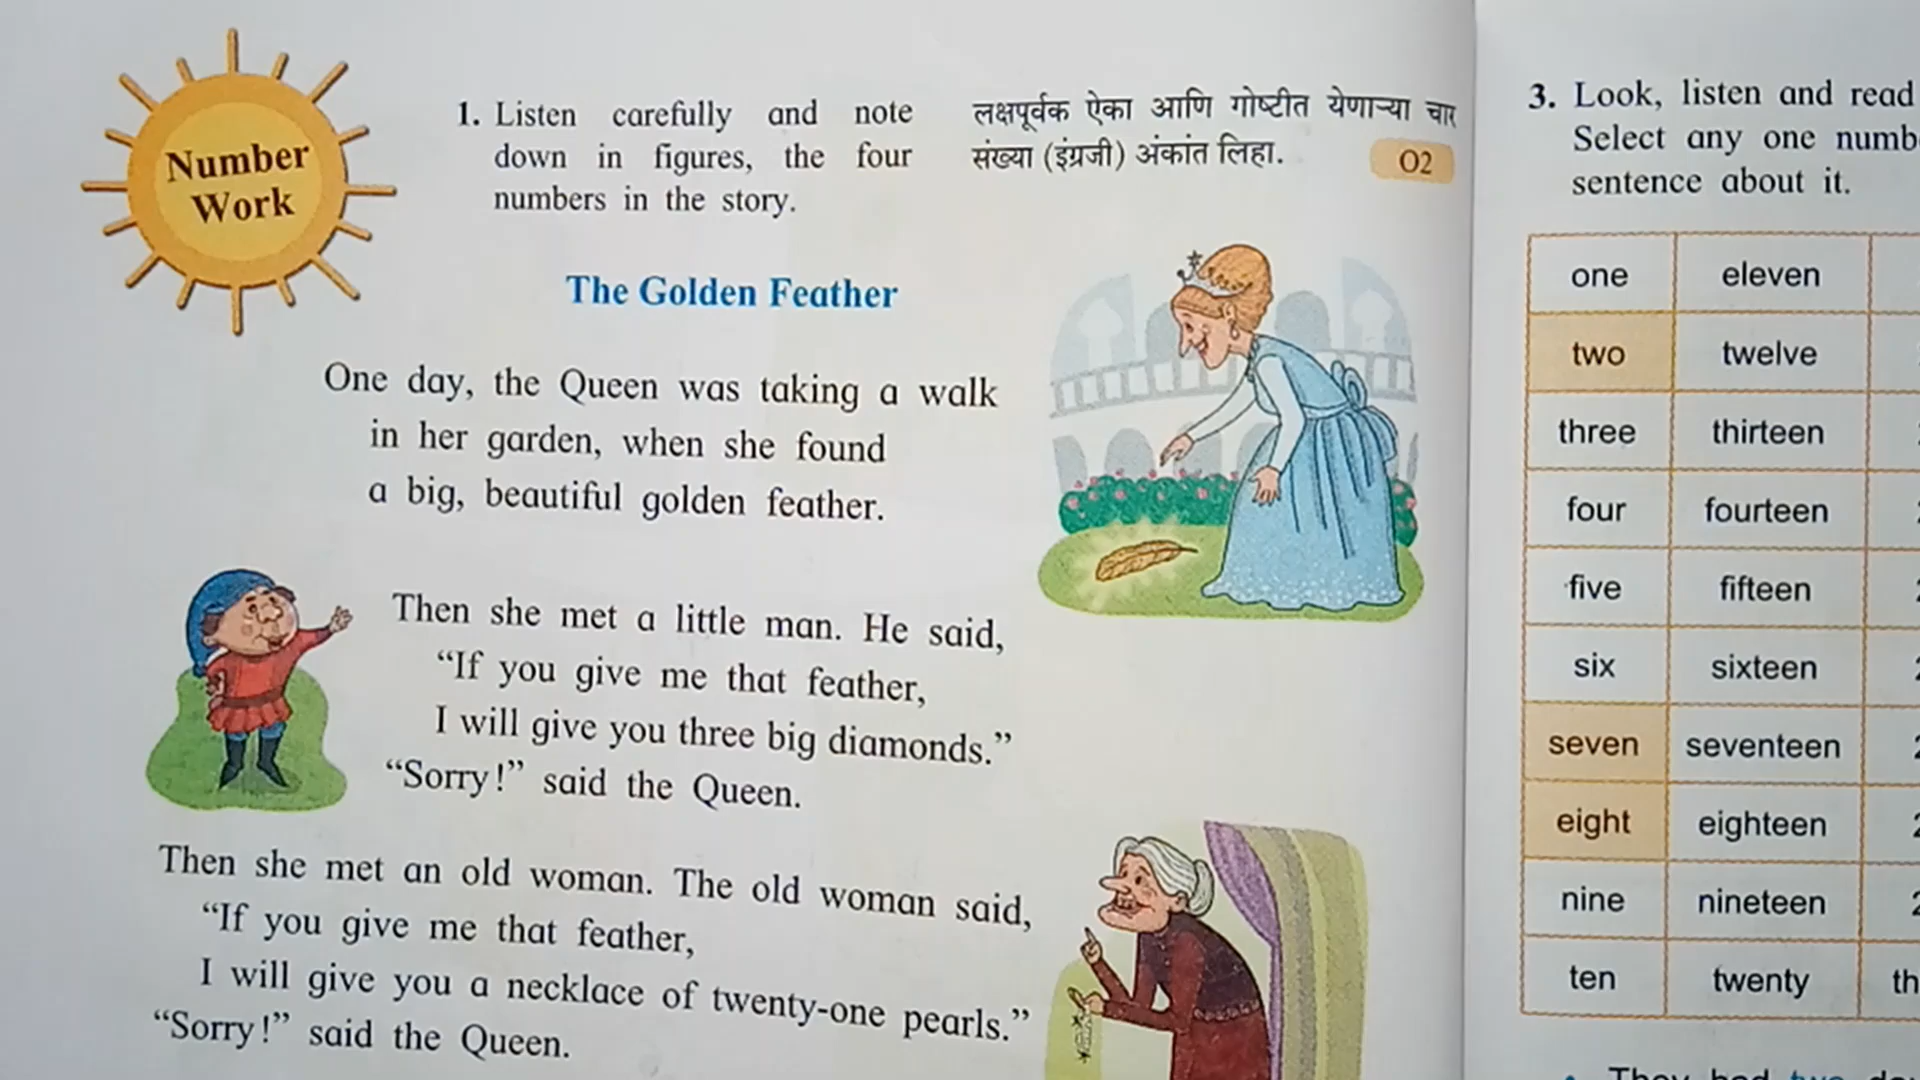 Number
Work
1. Listen carefully and note
down in figures, the four
numbers in the story.
लक्षपूर्वक ऐका आणि गोष्टीत येणाऱ्या चार
संख्या (इंग्रजी) अंकांत लिहा.
O2
The Golden Feather
One day, the Queen was taking a walk
in her garden, when she found
a big, beautiful golden feather.
Then she met a little man. He said,
“If you give me that feather,
I will give you three big diamonds.”
“Sorry!” said the Queen.
Then she met an old woman. The old woman said,
“If you give me that feather,
I will give you a necklace of twenty-one pearls.”
“Sorry!” said the Queen.
3. Look, listen and read
Select any one
sentence about it.
one eleven
two twelve
three thirteen
four fourteen
five fifteen
six sixteen
seven seventeen
eight eighteen
nine nineteen
ten twenty